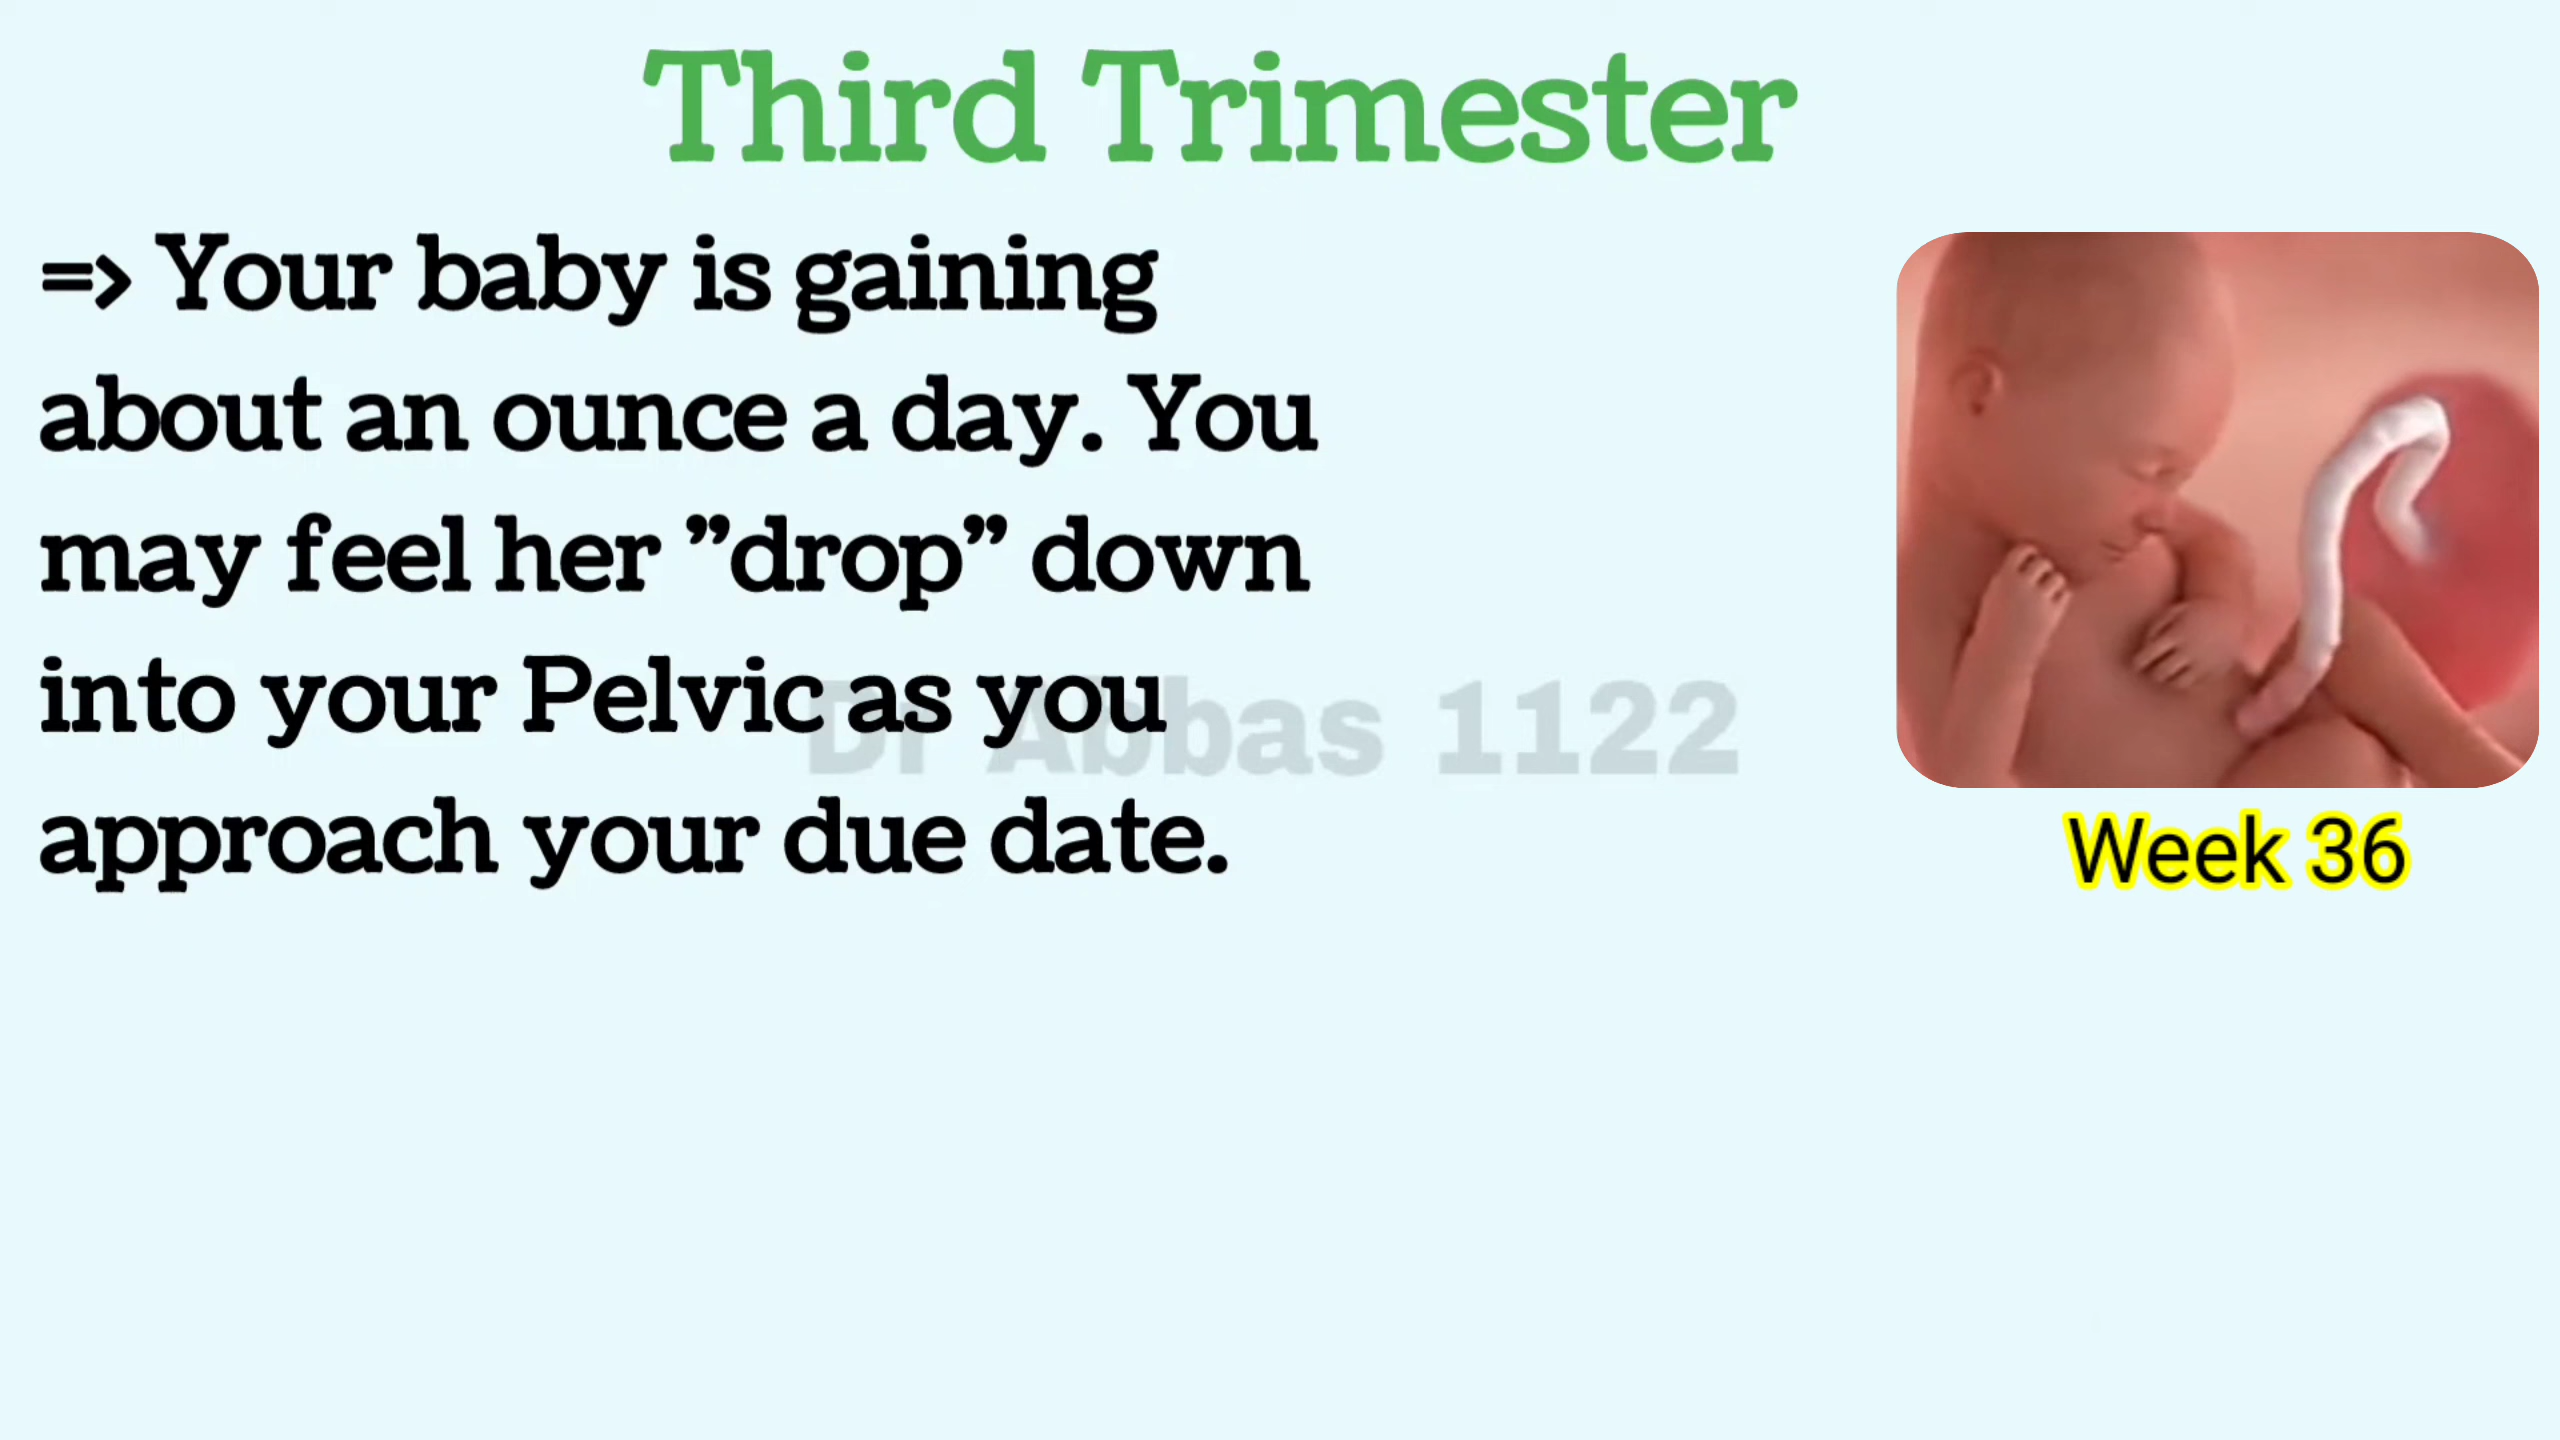 Third Trimester
=> Your baby is gaining
about an ounce a day. You
may feel her ”drop” down
into your Pelvic as you
approach your due date.
Dr Abbas 1122
Week 36